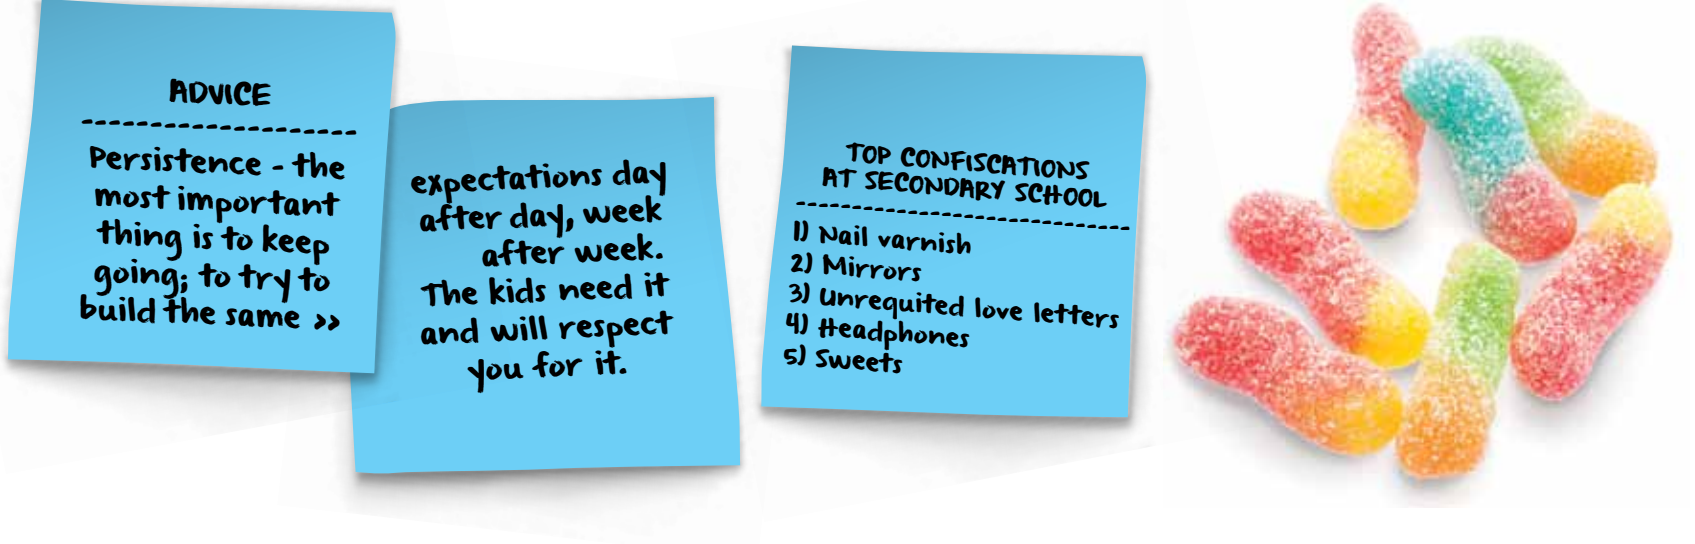 ADVICE
Persistence - the
most important
thing is to keep
going; to try to
build the same >>
expectations day
after day, week
after week.
The kids need it
and will respect
you for it.
TOP CONFISCATIONS
AT SECONDARY SCHOOL
1) Nail varnish
2) Mirrors
3) Unrequited love letters
4) Headphones
5) Sweets